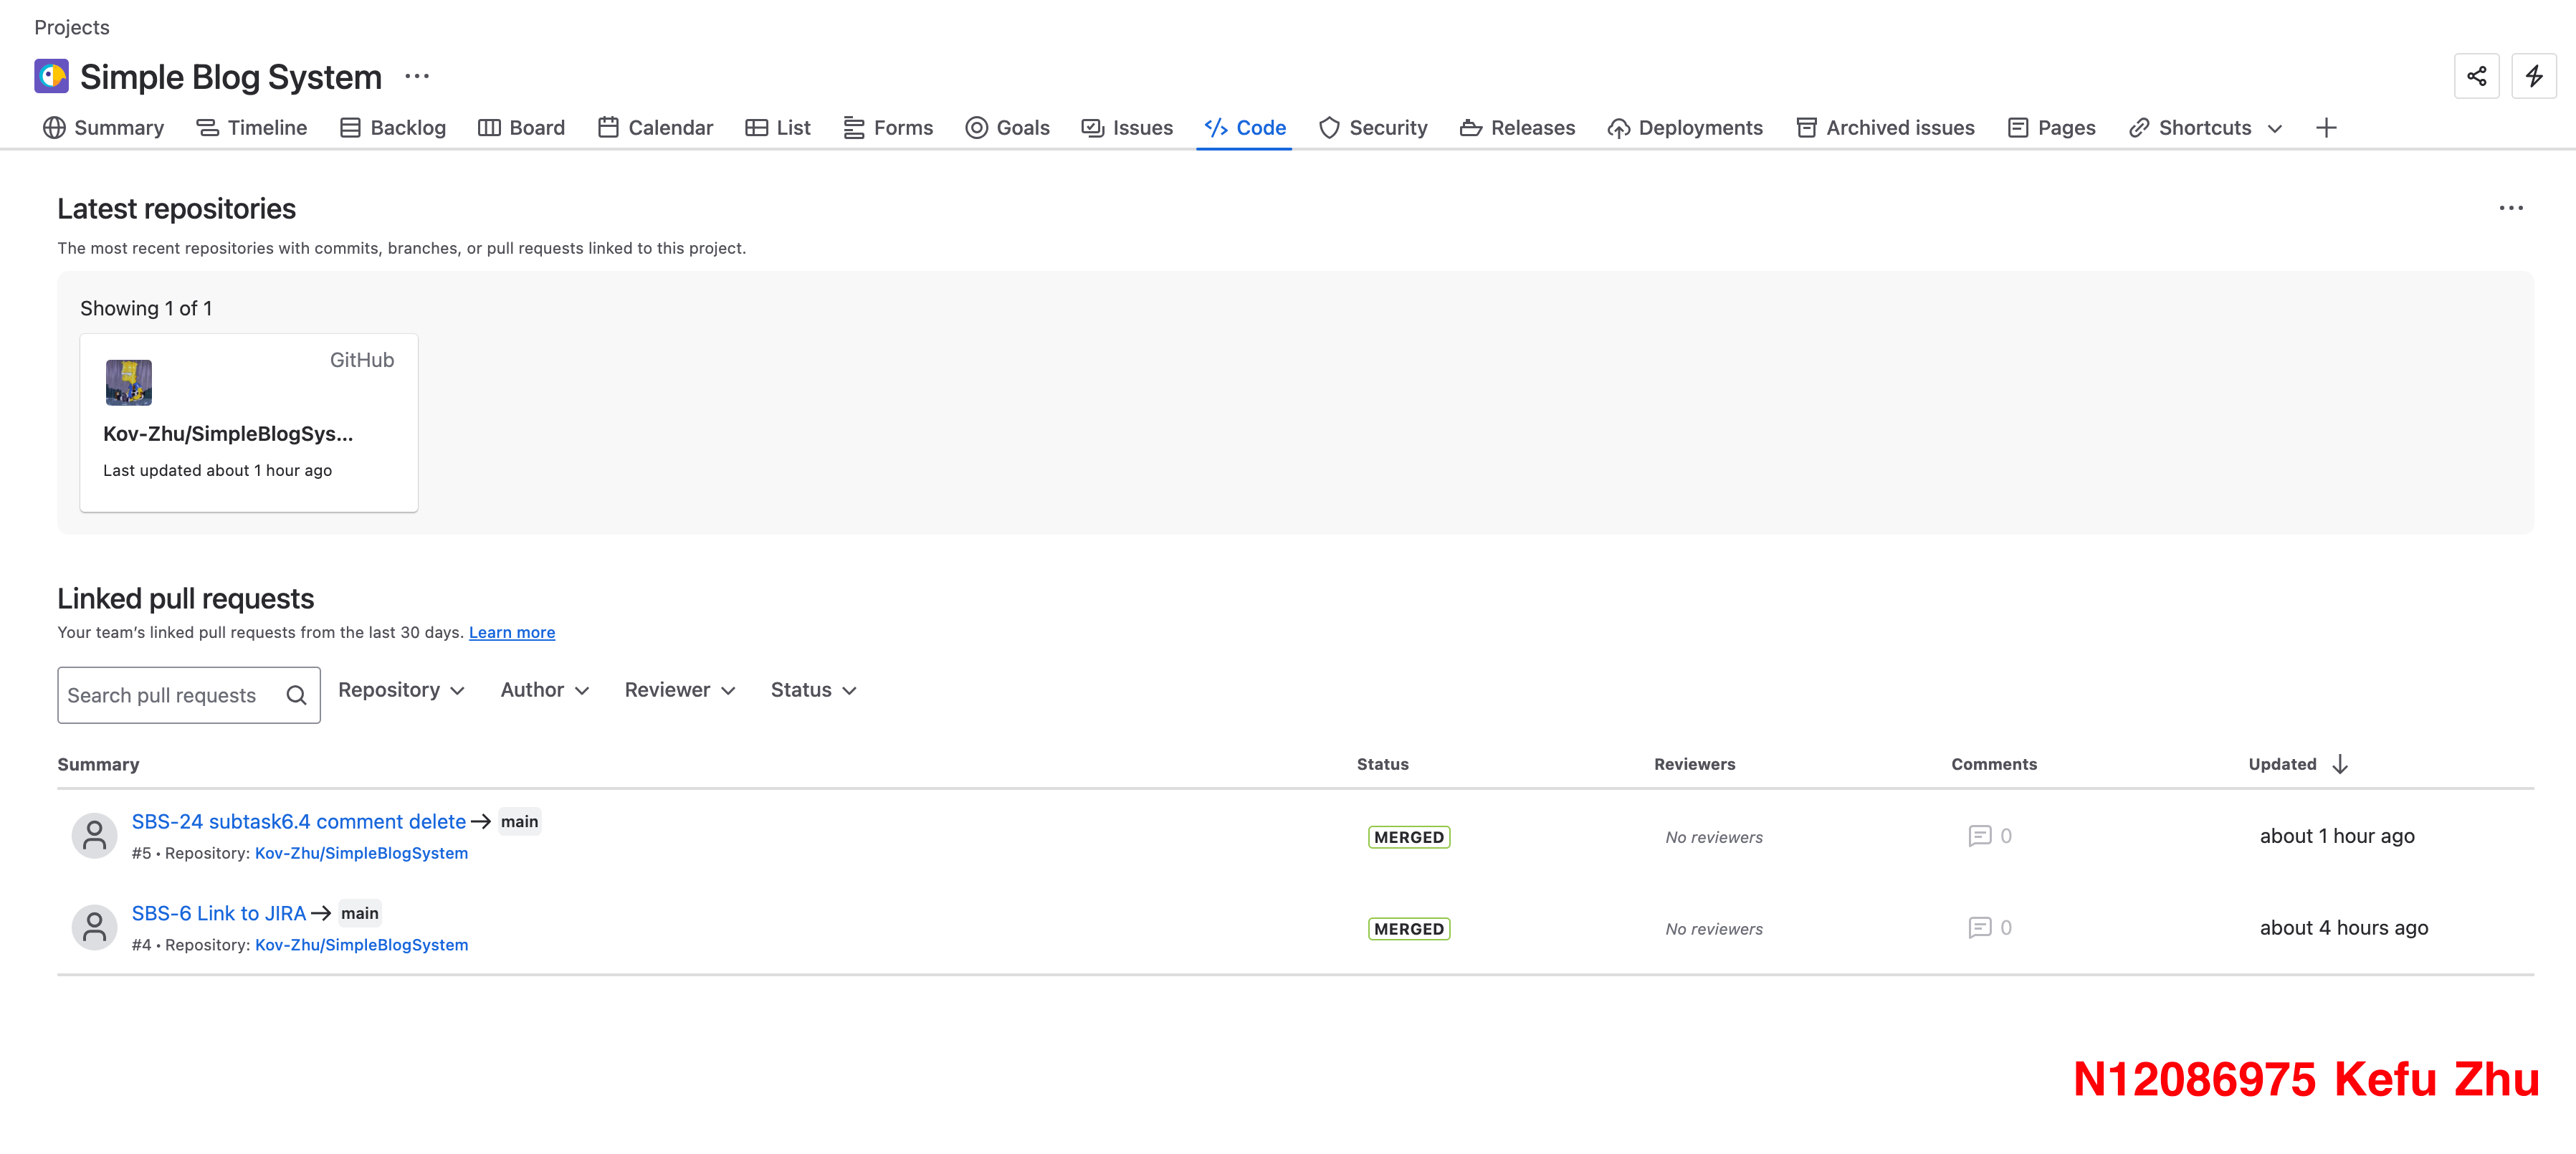 Projects
Simple Blog System
Summary Timeline Backlog Board Calendar List Forms Goals Issues Code Security Releases Deployments Archived issues Pages Shortcuts
Latest repositories
The most recent repositories with commits, branches, or pull requests linked to this project.
Showing 1 of 1
GitHub
Kov-Zhu/SimpleBlogSys...
Last updated about 1 hour ago
Linked pull requests
Your team’s linked pull requests from the last 30 days. Learn more
Search pull requests Repository Author Reviewer Status
Summary Status Reviewers Comments Updated
SBS-24 subtask6.4 comment delete → main
#5 • Repository: Kov-Zhu/SimpleBlogSystem
MERGED No reviewers 0 about 1 hour ago
SBS-6 Link to JIRA → main
#4 • Repository: Kov-Zhu/SimpleBlogSystem
MERGED No reviewers 0 about 4 hours ago
N12086975 Kefu Zhu